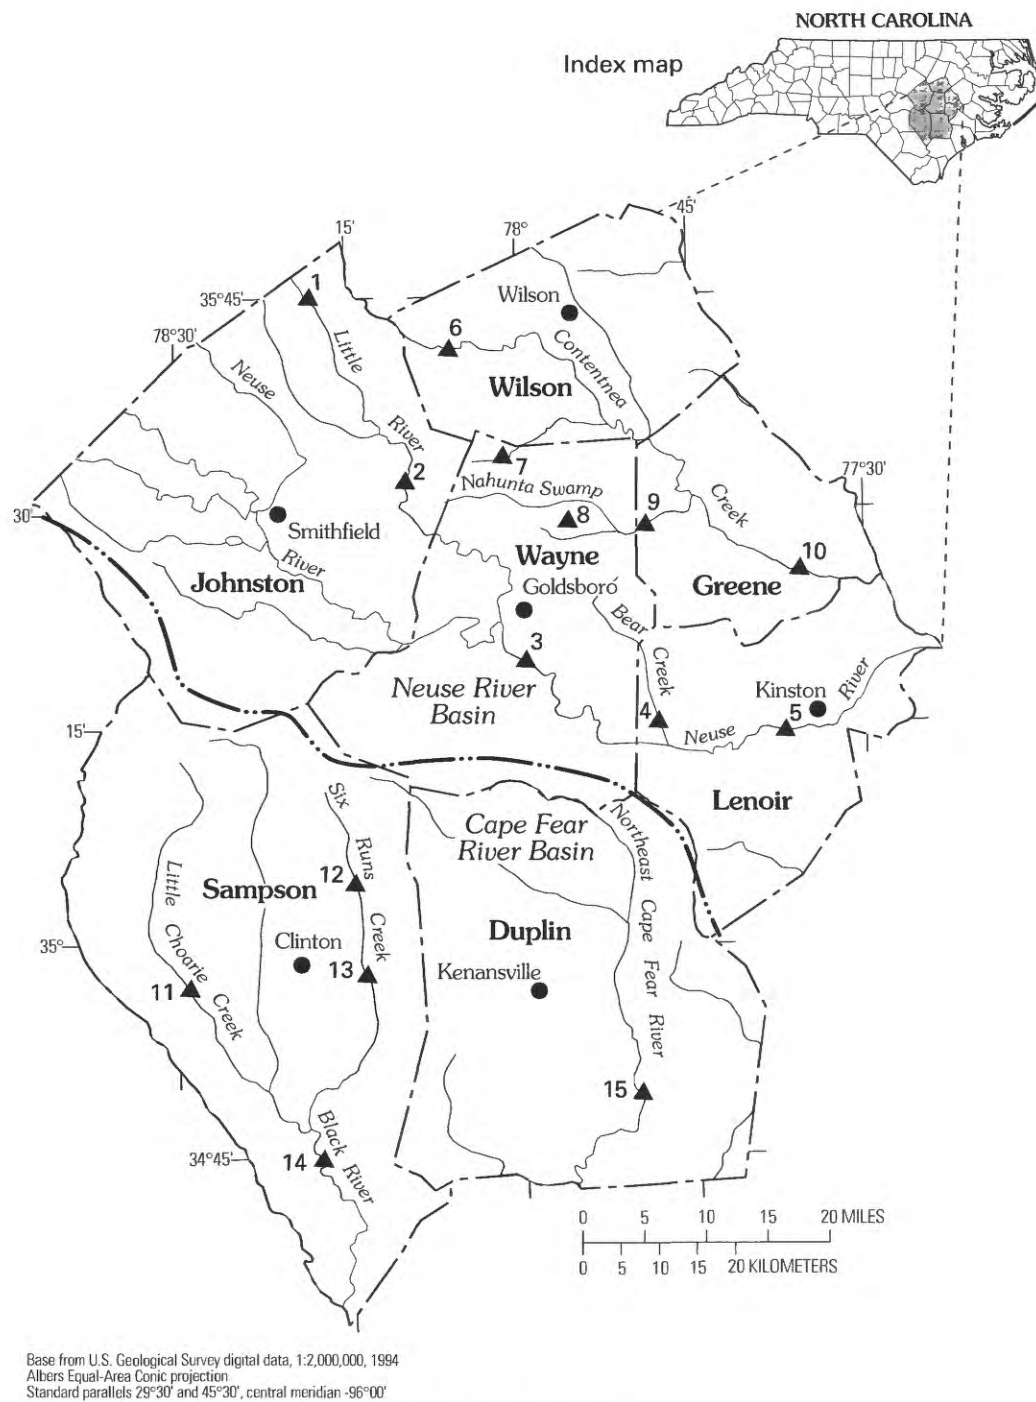 NORTH CAROLINA
Index map
45'
15'
78°
1
35°45'
Wilson
78°30'
6
Little
Contentnea
Neuse
Wilson
River
7
77°30'
2
Nahunta Swamp
9
Creek
30'
8
Smithfield
Wayne
10
River
Johnston
Goldsboro
Greene
Bear
3
Creek
River
Neuse River
Basin
Kinston
4
5
15'
Neuse
Six
Lenoir
Runs
Northeast Cape Fear River
Cape Fear
River Basin
12
Little Choarie Creek
Sampson
Creek
35°
Clinton
Duplin
13
Kenansville
11
15
Black River
34°45'
14
0 5 10 15 20 MILES
0 5 10 15 20 KILOMETERS
Base from U.S. Geological Survey digital data, 1:2,000,000, 1994
Albers Equal-Area Conic projection
Standard parallels 29°30' and 45°30', central meridian -96°00'